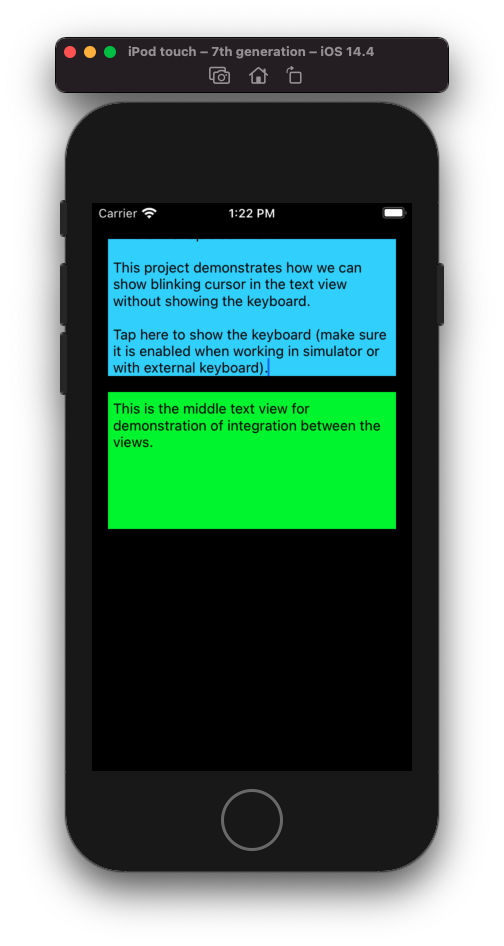 iPod touch – 7th generation – iOS 14.4
Carrier 1:22 PM
This project demonstrates how we can
show blinking cursor in the text view
without showing the keyboard.
Tap here to show the keyboard (make sure
it is enabled when working in simulator or
with external keyboard).
This is the middle text view for
demonstration of integration between the
views.